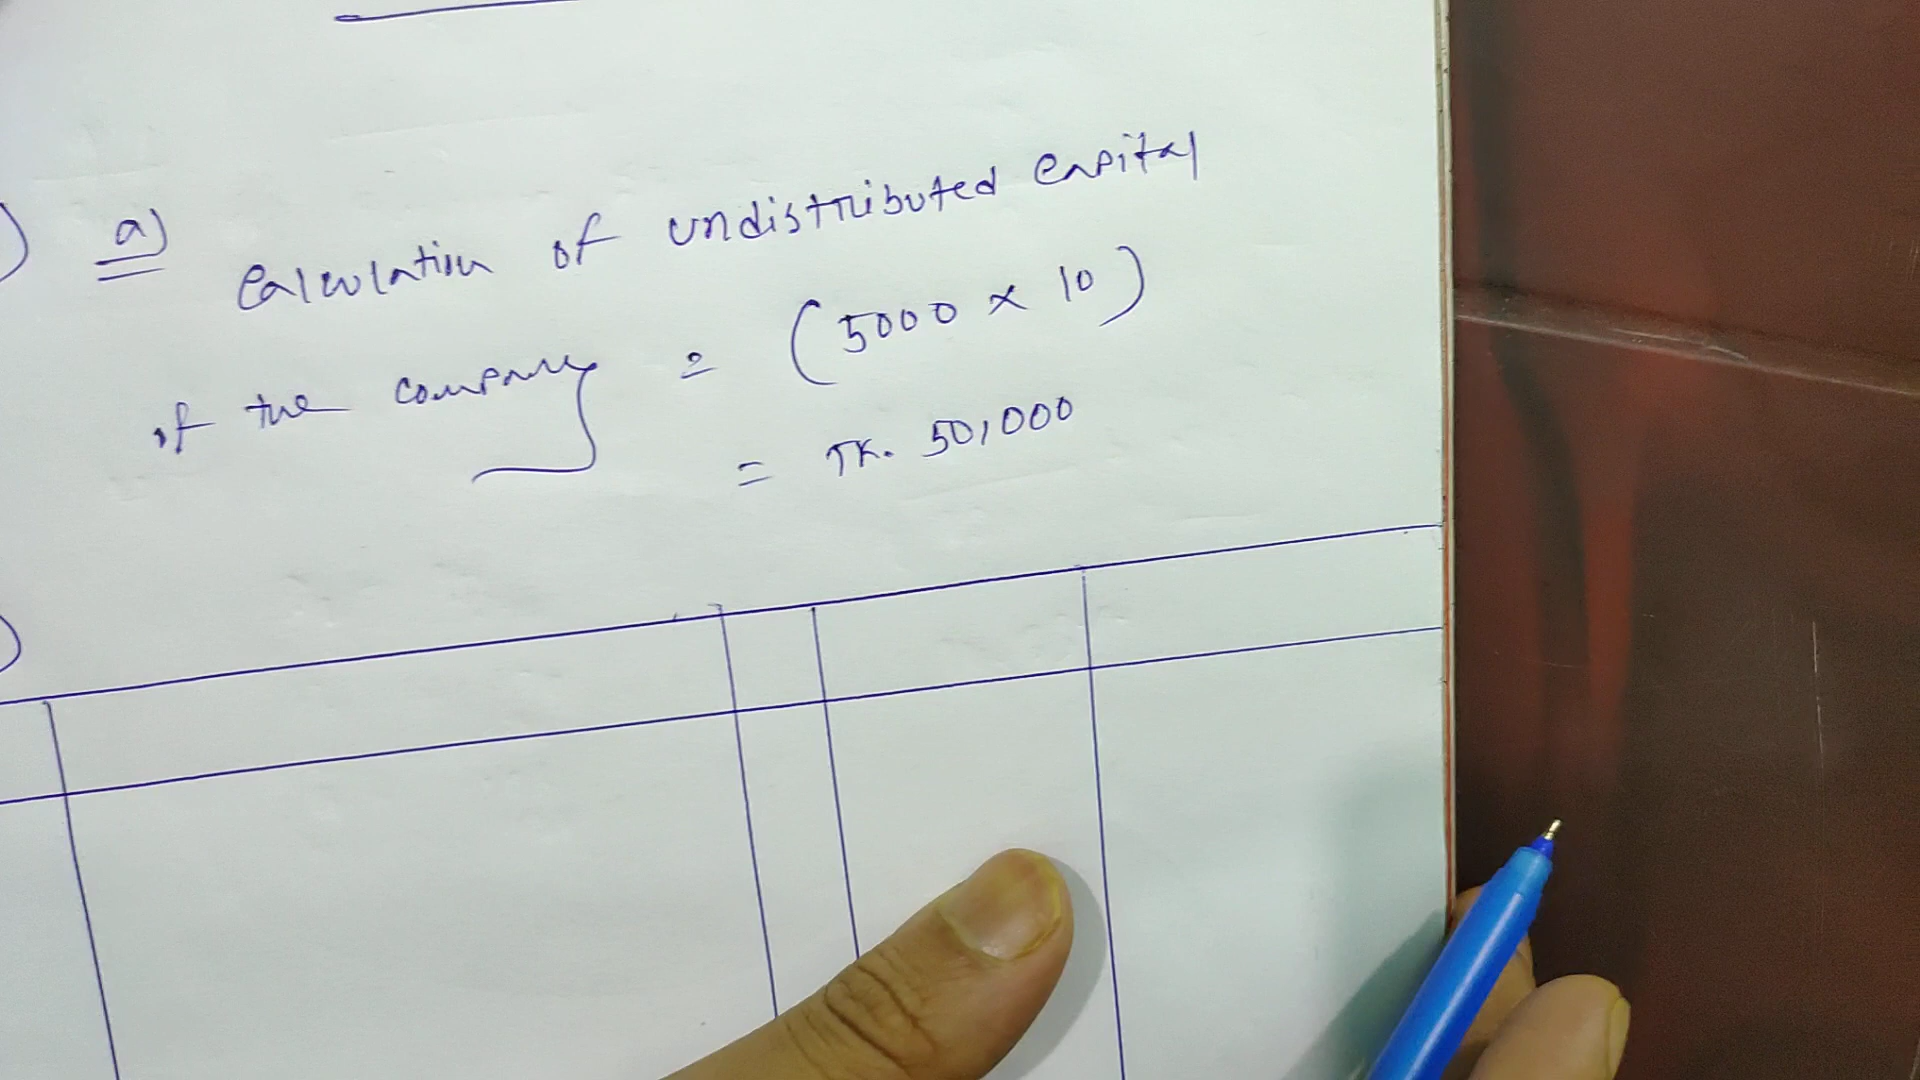 a) Calculation of undistributed capital
of the company = (5000 × 10)
= TK. 50,000